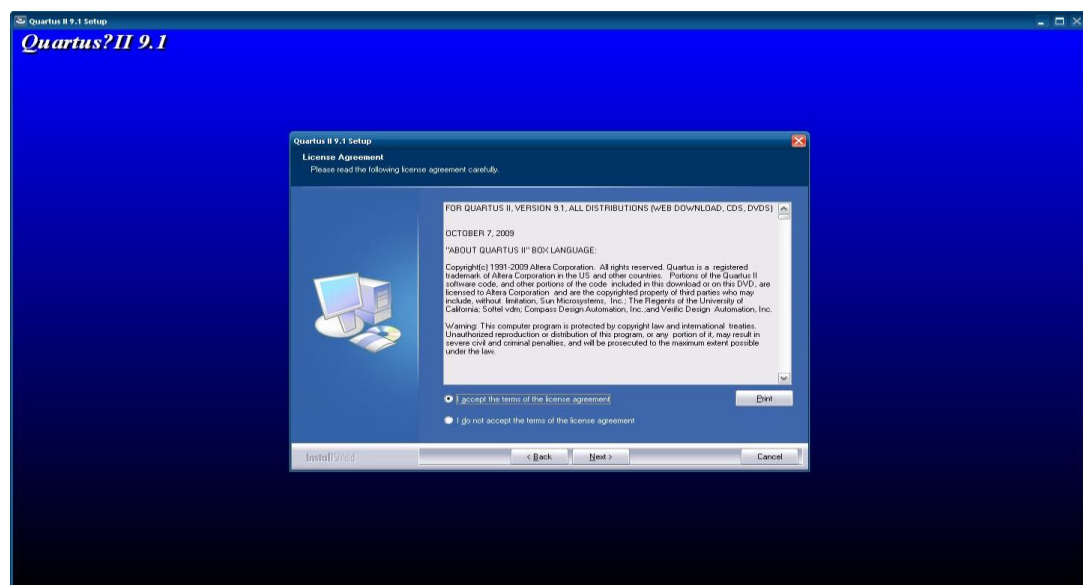 Quartus II 9.1 Setup
Quartus?II 9.1
Quartus II 9.1 Setup
License Agreement
Please read the following license agreement carefully.
FOR QUARTUS II, VERSION 9.1, ALL DISTRIBUTIONS (WEB DOWNLOAD, CDS, DVDS)
OCTOBER 7, 2009
"ABOUT QUARTUS II" BOX LANGUAGE:
Copyright(c) 1991-2009 Altera Corporation. All rights reserved. Quartus is a registered
trademark of Altera Corporation in the US and other countries. Portions of the Quartus II
software code, and other portions of the code included in this download or on this DVD, are
licensed to Altera Corporation and are the copyrighted property of third parties who may
include, without limitation, Sun Microsystems, Inc.; The Regents of the University of
California; Softel vdm; Compass Design Automation, Inc.;and Verific Design Automation, Inc.
Warning: This computer program is protected by copyright law and international treaties.
Unauthorized reproduction or distribution of this program, or any portion of it, may result in
severe civil and criminal penalties, and will be prosecuted to the maximum extent possible
under the law.
I accept the terms of the license agreement
Print
I do not accept the terms of the license agreement
InstallShield
< Back
Next >
Cancel